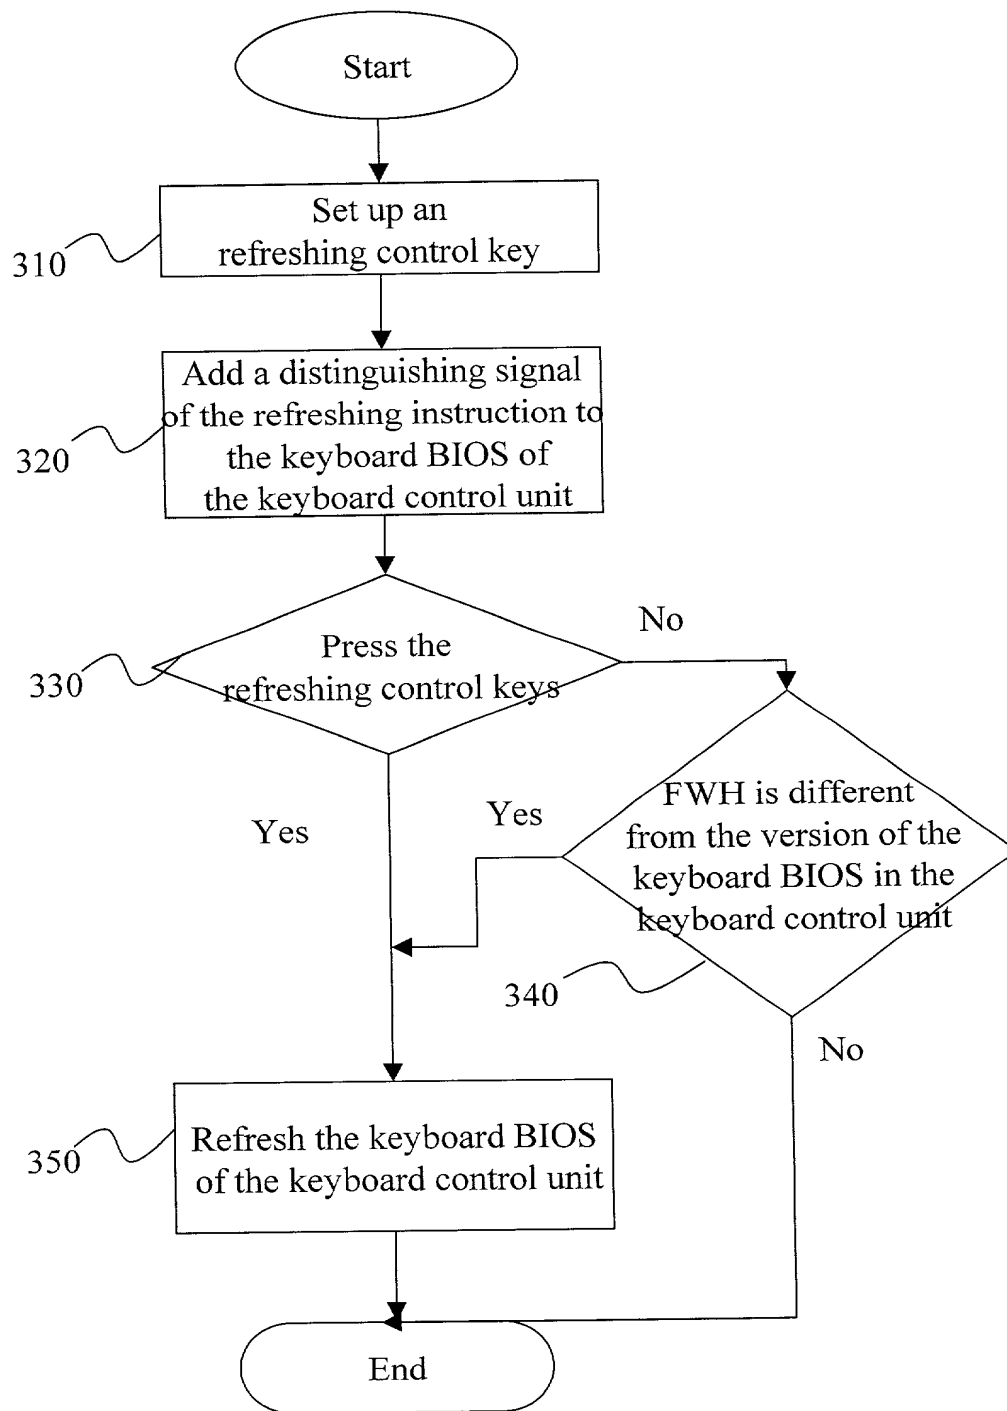 Start
Set up an
refreshing control key
310
Add a distinguishing signal
of the refreshing instruction to
the keyboard BIOS of
the keyboard control unit
320
No
Press the
refreshing control keys
330
FWH is different
from the version of the
keyboard BIOS in the
keyboard control unit
Yes
Yes
340
No
Refresh the keyboard BIOS
of the keyboard control unit
350
End